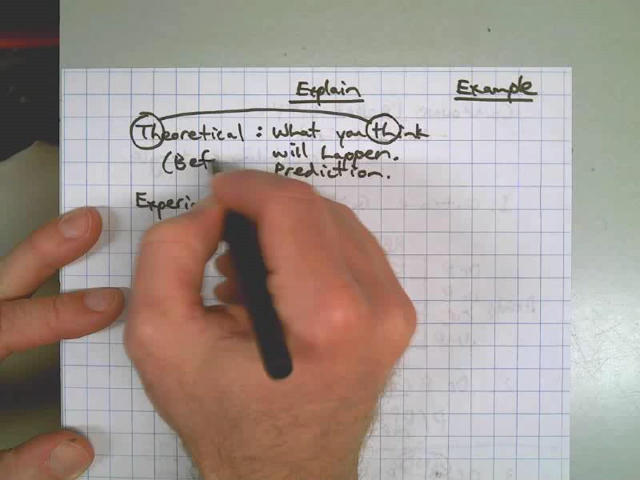 Explain Example
Theoretical : What you think
(Bef will happen.
Prediction.
Experi